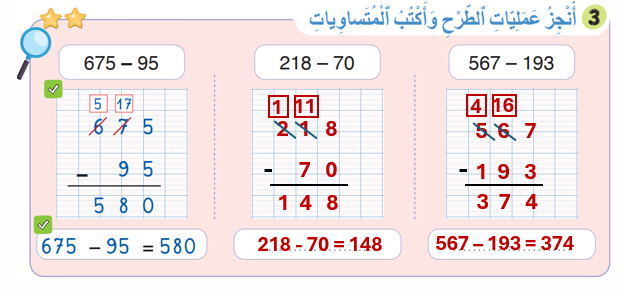 3 أُنْجِزُ عَمَلِيّاتِ ٱلطَّرْحِ وَأَكْتُبُ ٱلْمُتَساوِياتِ
675 – 95
5 17
6 7 5
– 9 5
5 8 0
675 – 95 = 580
218 – 70
1 11
2 1 8
- 7 0
1 4 8
218 - 70 = 148
567 – 193
4 16
5 6 7
- 1 9 3
3 7 4
567 – 193 = 374